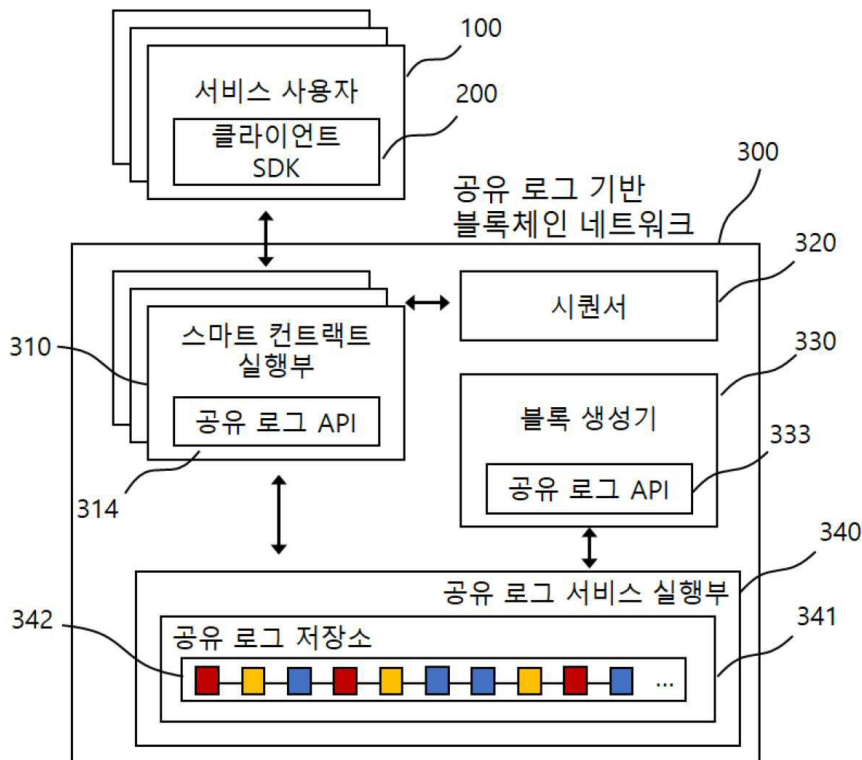 100
서비스 사용자
200
클라이언트
SDK
300
공유 로그 기반
블록체인 네트워크
320
시퀀서
310
스마트 컨트랙트
실행부
330
블록 생성기
공유 로그 API
333
314
공유 로그 API
340
공유 로그 서비스 실행부
342
공유 로그 저장소
341
...